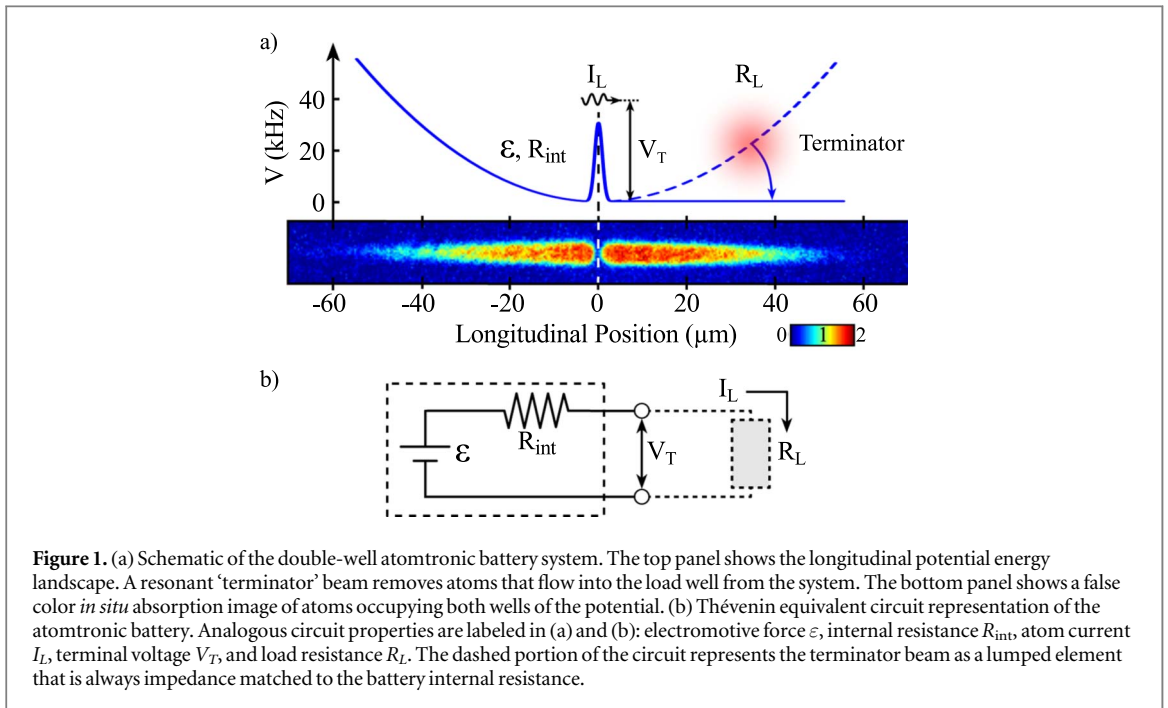 a)
V (kHz)
40
20
0
I_L
R_L
ε, R_int
V_T
Terminator
-60 -40 -20 0 20 40 60
Longitudinal Position (μm)
0 1 2
b)
I_L
R_int
ε
V_T
R_L
Figure 1. (a) Schematic of the double-well atomtronic battery system. The top panel shows the longitudinal potential energy
landscape. A resonant ‘terminator’ beam removes atoms that flow into the load well from the system. The bottom panel shows a false
color in situ absorption image of atoms occupying both wells of the potential. (b) Thévenin equivalent circuit representation of the
atomtronic battery. Analogous circuit properties are labeled in (a) and (b): electromotive force ε, internal resistance R_int, atom current
I_L, terminal voltage V_T, and load resistance R_L. The dashed portion of the circuit represents the terminator beam as a lumped element
that is always impedance matched to the battery internal resistance.